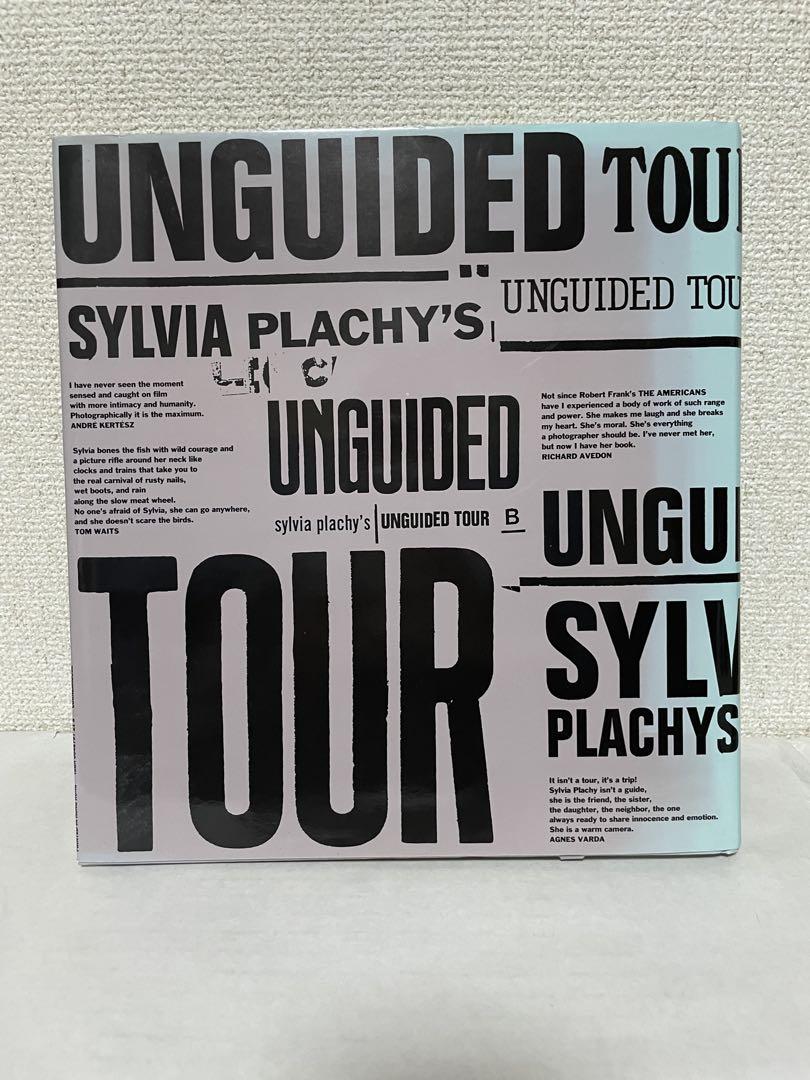 UNGUIDED TOU
SYLVIA PLACHY'S
UNGUIDED TOU
I have never seen the moment
sensed and caught on film
with more intimacy and humanity.
Photographically it is the maximum.
ANDRÉ KERTÉSZ
Sylvia bones the fish with wild courage and
a picture rifle around her neck like
clocks and trains that take you to
the real carnival of rusty nails,
wet boots, and rain
along the slow meat wheel.
No one's afraid of Sylvia, she can go anywhere,
and she doesn't scare the birds.
TOM WAITS
UNGUIDED
sylvia plachy's UNGUIDED TOUR B
TOUR
Not since Robert Frank's THE AMERICANS
have I experienced a body of work of such range
and power. She makes me laugh and she breaks
my heart. She's moral. She's everything
a photographer should be. I've never met her,
but now I have her book.
RICHARD AVEDON
UNGU
SYLV
PLACHYS
It isn't a tour, it's a trip!
Sylvia Plachy isn't a guide,
she is the friend, the sister,
the daughter, the neighbor, the one
always ready to share innocence and emotion.
She is a warm camera.
AGNES VARDA